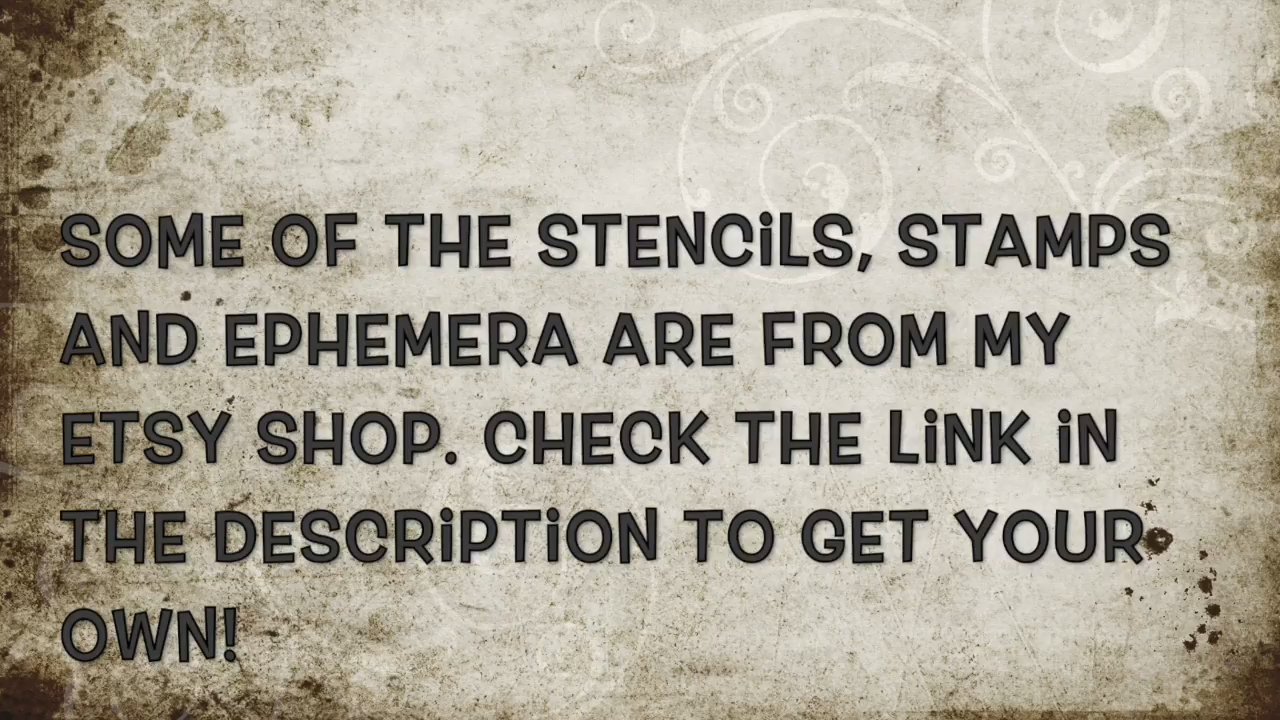 SOME OF THE STENCiLS, STAMPS
AND EPHEMERA ARE FROM MY
ETSY SHOP. CHECK THE LiNK iN
THE DESCRiPTiON TO GET YOUR
OWN!